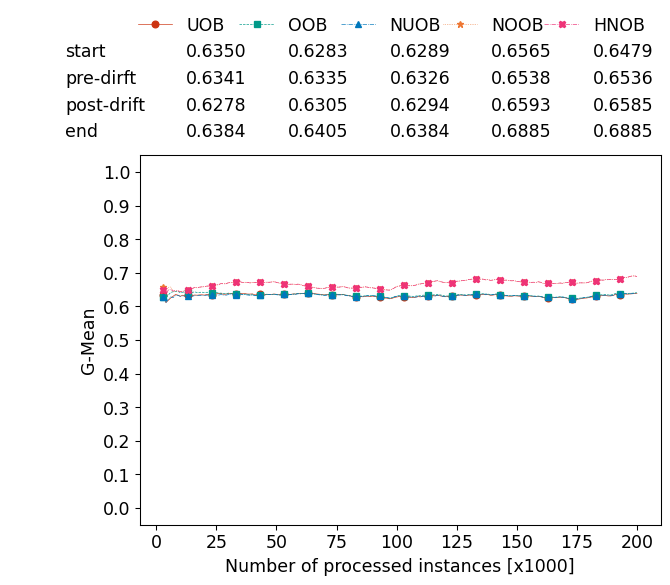 UOB OOB NUOB NOOB HNOB
start 0.6350 0.6283 0.6289 0.6565 0.6479
pre-dirft 0.6341 0.6335 0.6326 0.6538 0.6536
post-drift 0.6278 0.6305 0.6294 0.6593 0.6585
end 0.6384 0.6405 0.6384 0.6885 0.6885
1.0
0.9
0.8
0.7
0.6
0.5
0.4
0.3
0.2
0.1
0.0
G-Mean
0 25 50 75 100 125 150 175 200
Number of processed instances [x1000]